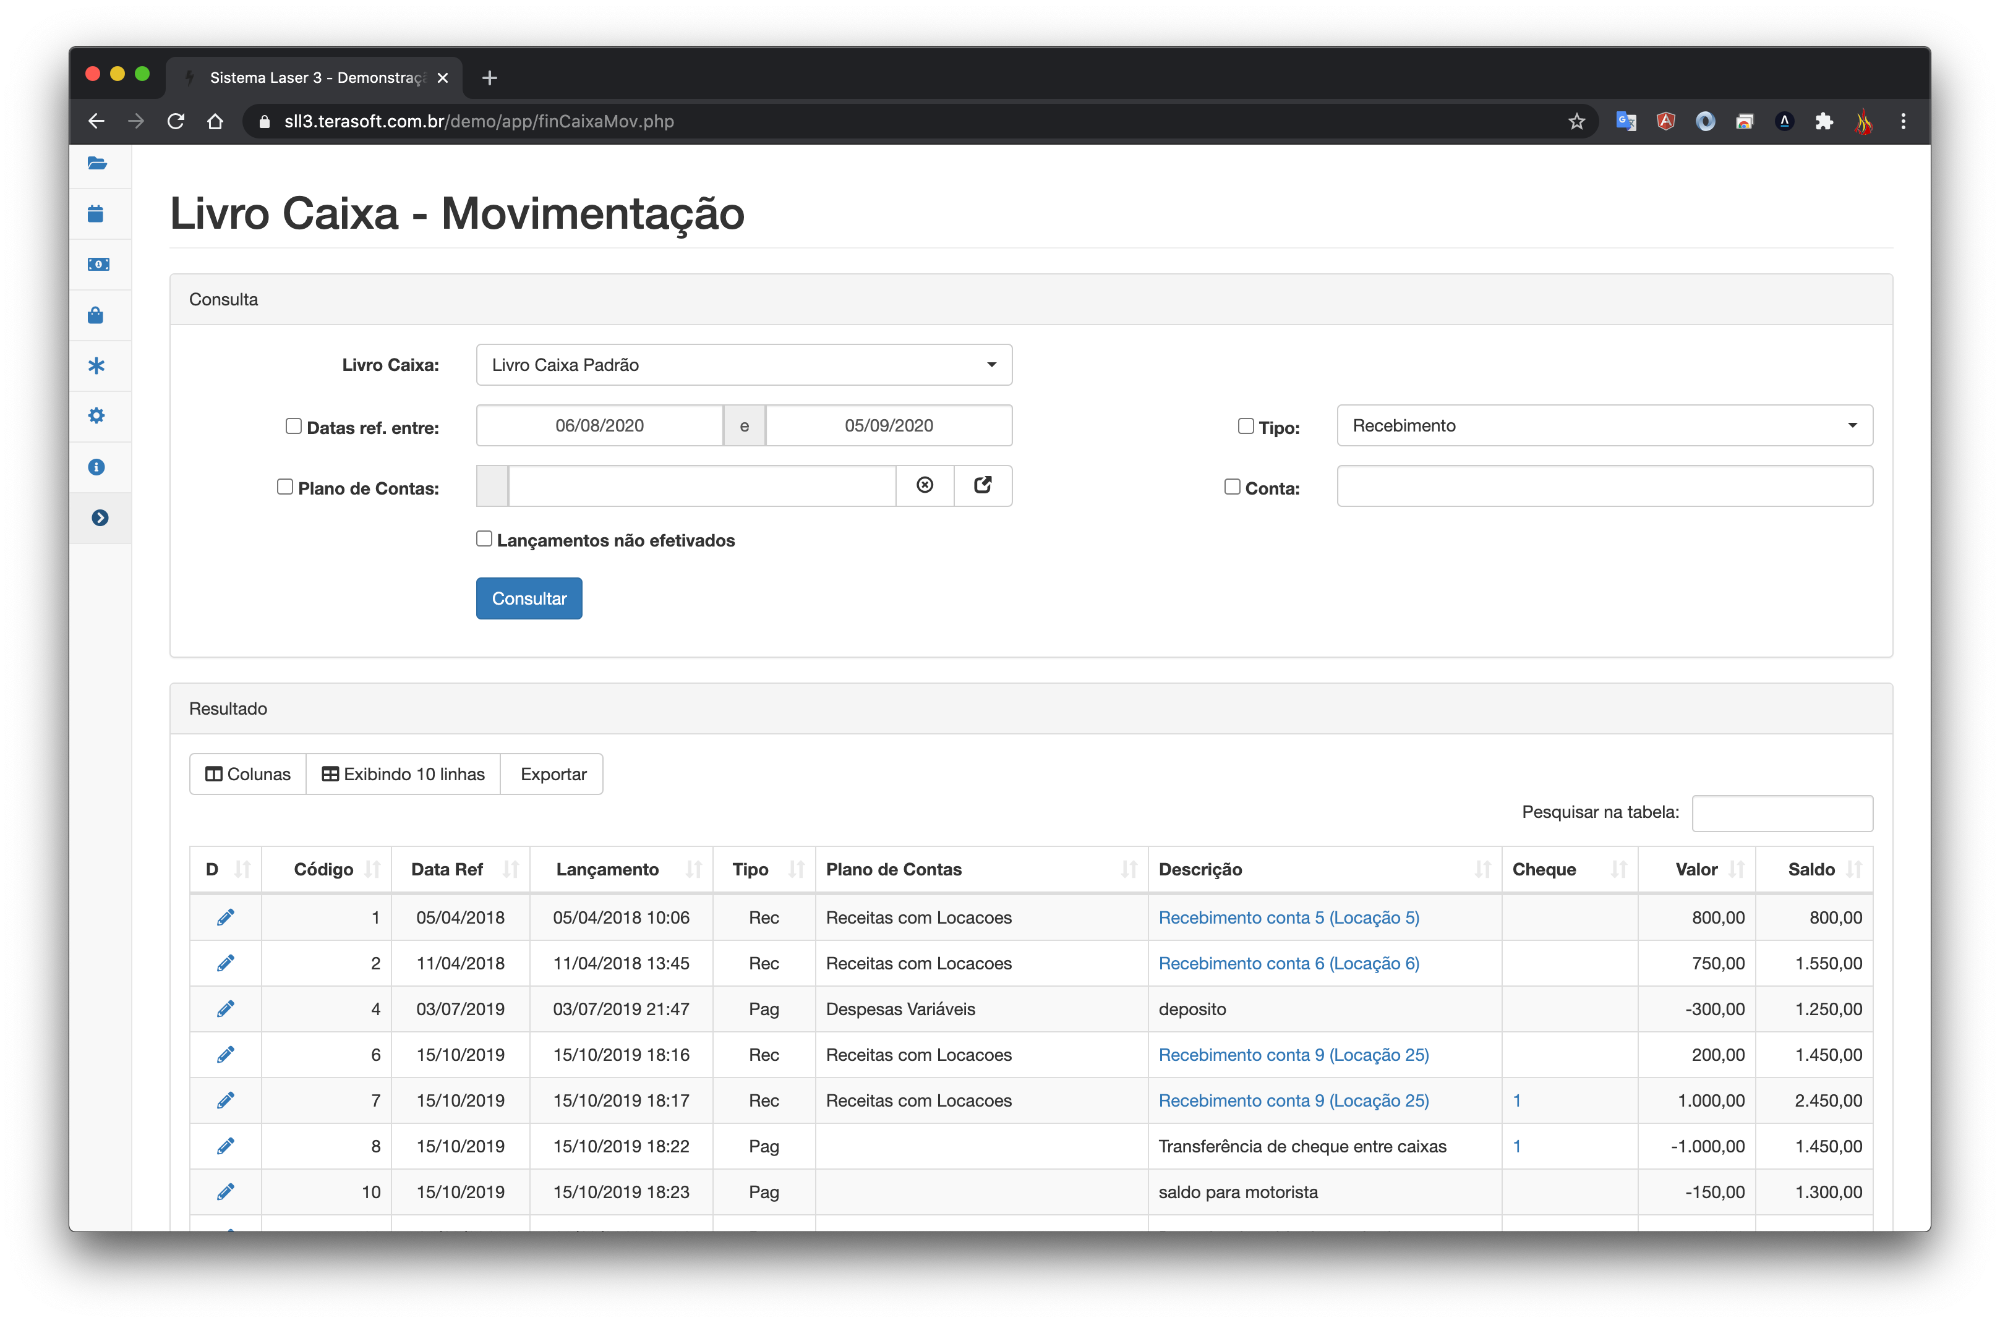 Sistema Laser 3 - Demonstraçã
sll3.terasoft.com.br/demo/app/finCaixaMov.php
Livro Caixa - Movimentação
Consulta
Livro Caixa: Livro Caixa Padrão
Datas ref. entre: 06/08/2020 e 05/09/2020 Tipo: Recebimento
Plano de Contas: Conta:
Lançamentos não efetivados
Consultar
Resultado
Colunas Exibindo 10 linhas Exportar
Pesquisar na tabela:
D Código Data Ref Lançamento Tipo Plano de Contas Descrição Cheque Valor Saldo
1 05/04/2018 05/04/2018 10:06 Rec Receitas com Locacoes Recebimento conta 5 (Locação 5) 800,00 800,00
2 11/04/2018 11/04/2018 13:45 Rec Receitas com Locacoes Recebimento conta 6 (Locação 6) 750,00 1.550,00
4 03/07/2019 03/07/2019 21:47 Pag Despesas Variáveis deposito -300,00 1.250,00
6 15/10/2019 15/10/2019 18:16 Rec Receitas com Locacoes Recebimento conta 9 (Locação 25) 200,00 1.450,00
7 15/10/2019 15/10/2019 18:17 Rec Receitas com Locacoes Recebimento conta 9 (Locação 25) 1 1.000,00 2.450,00
8 15/10/2019 15/10/2019 18:22 Pag Transferência de cheque entre caixas 1 -1.000,00 1.450,00
10 15/10/2019 15/10/2019 18:23 Pag saldo para motorista -150,00 1.300,00